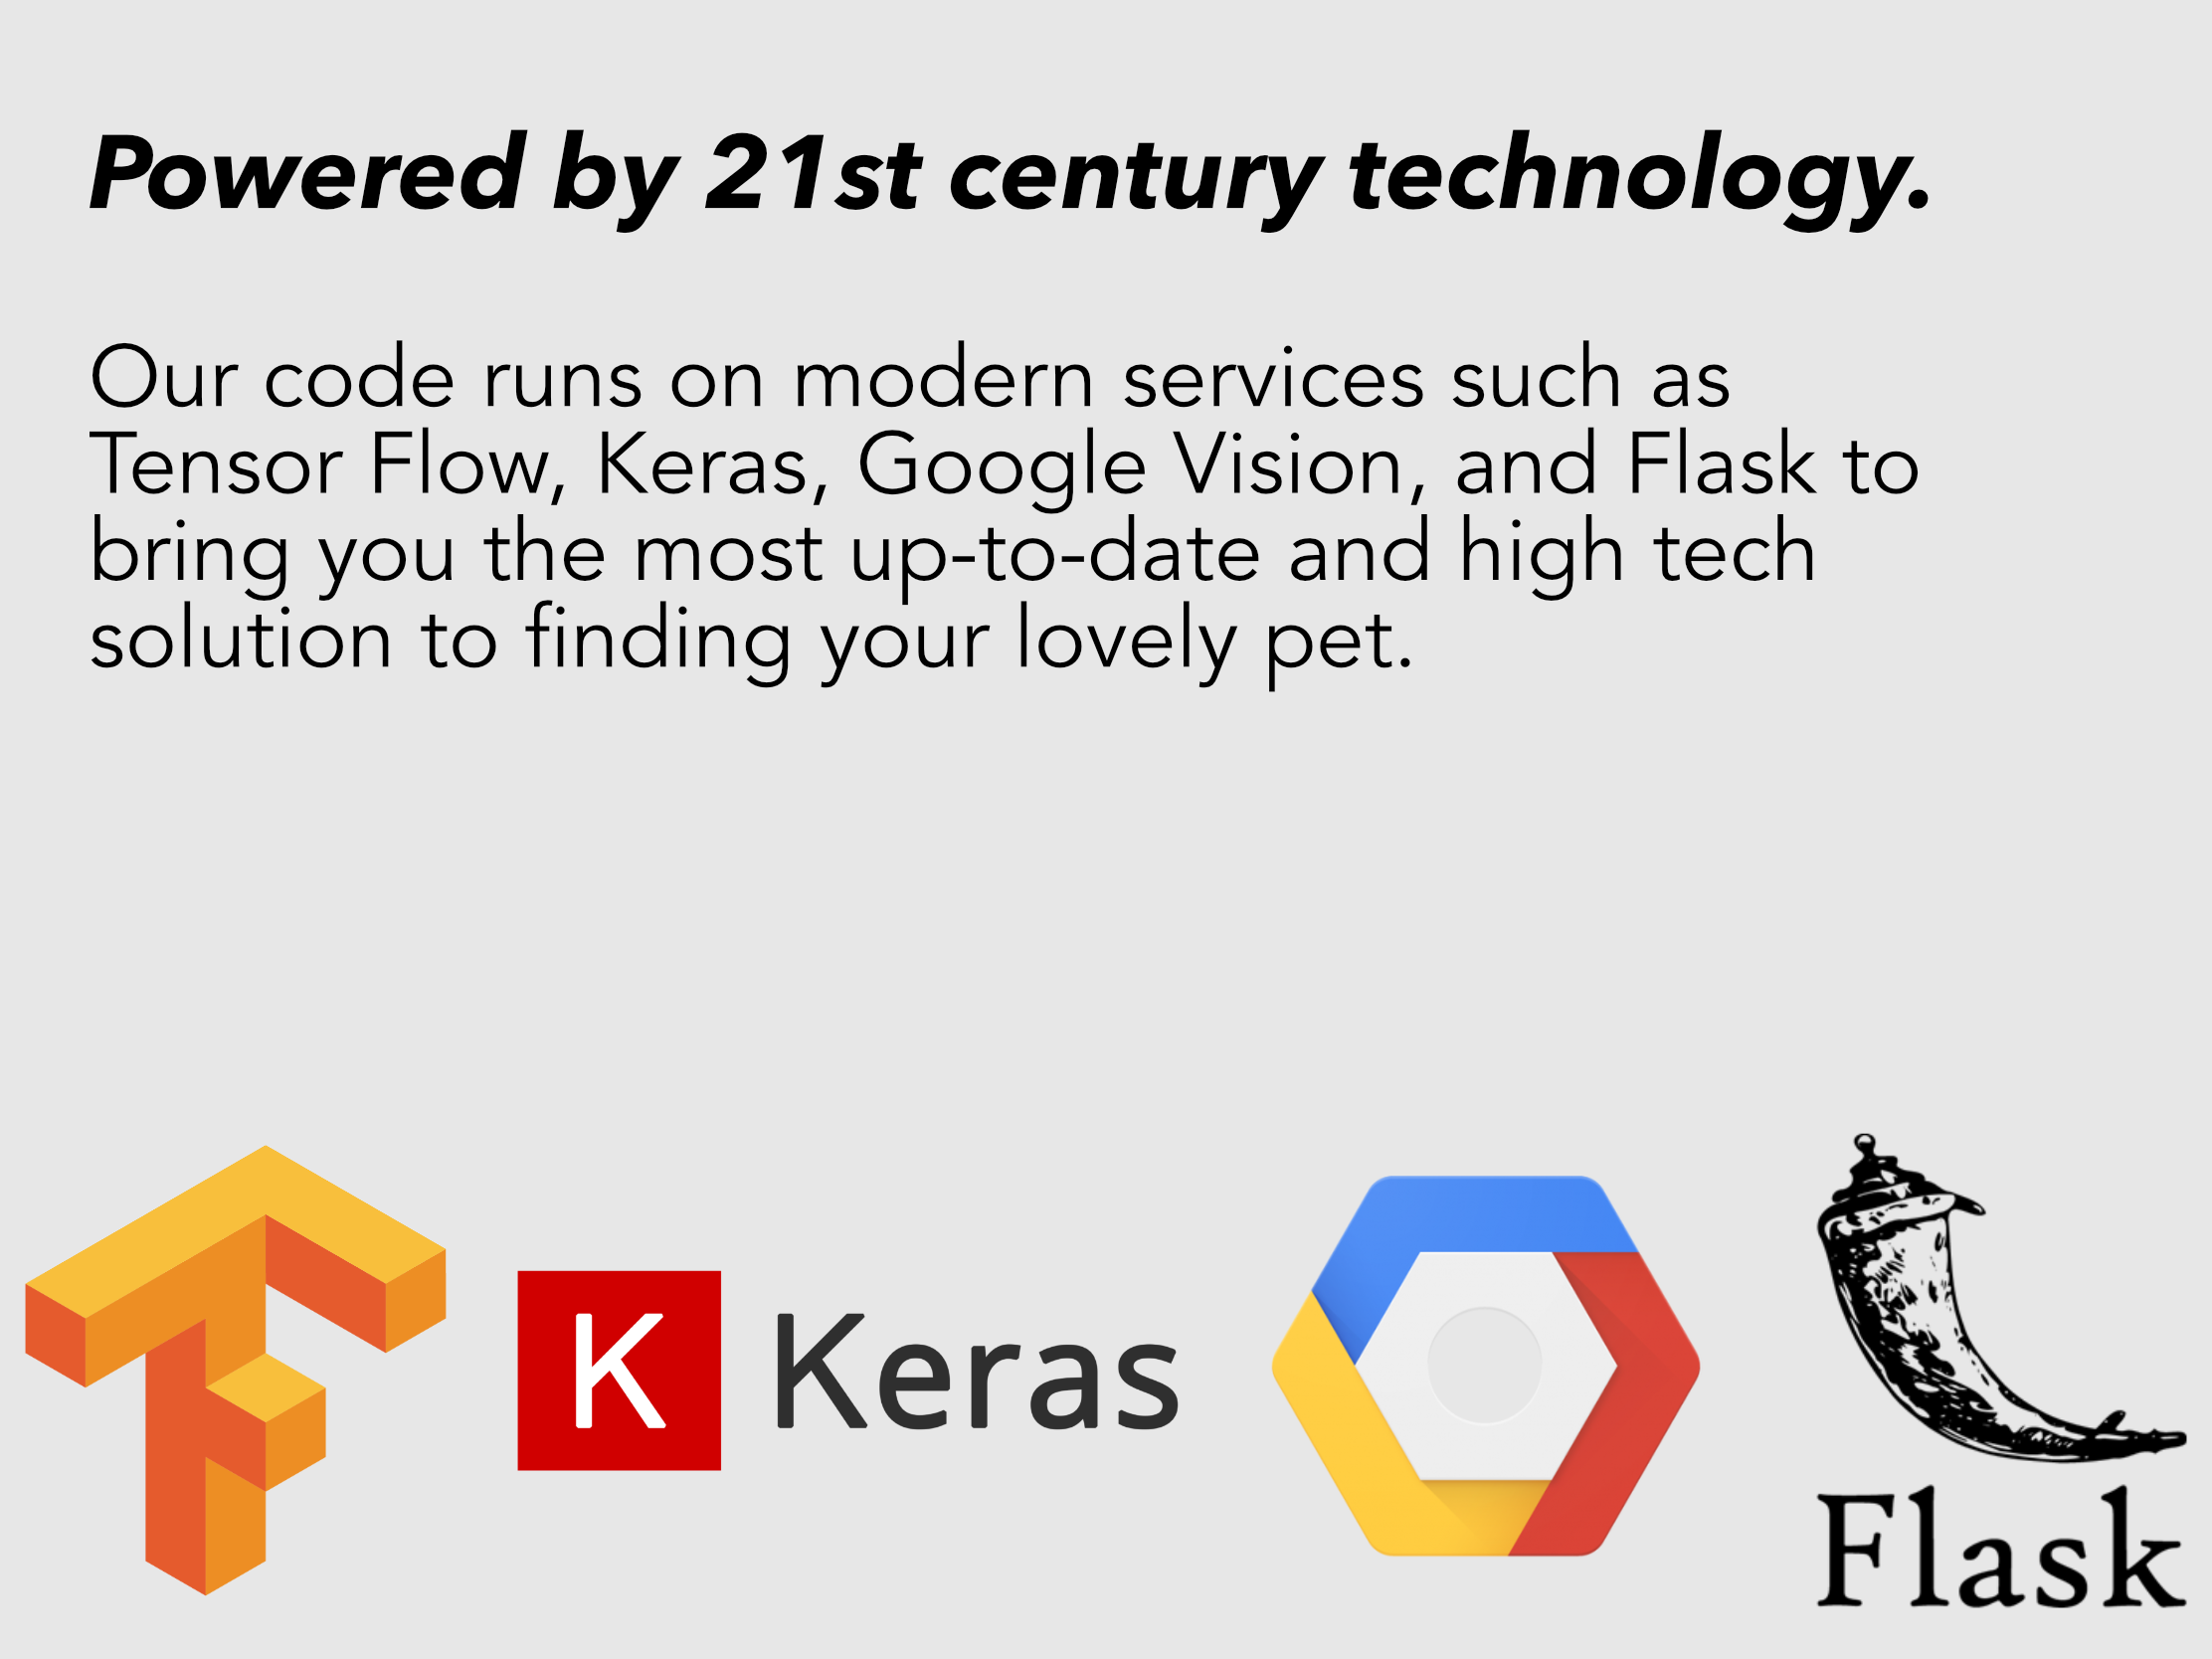 Powered by 21st century technology.
Our code runs on modern services such as
Tensor Flow, Keras, Google Vision, and Flask to
bring you the most up-to-date and high tech
solution to finding your lovely pet.
K Keras
Flask